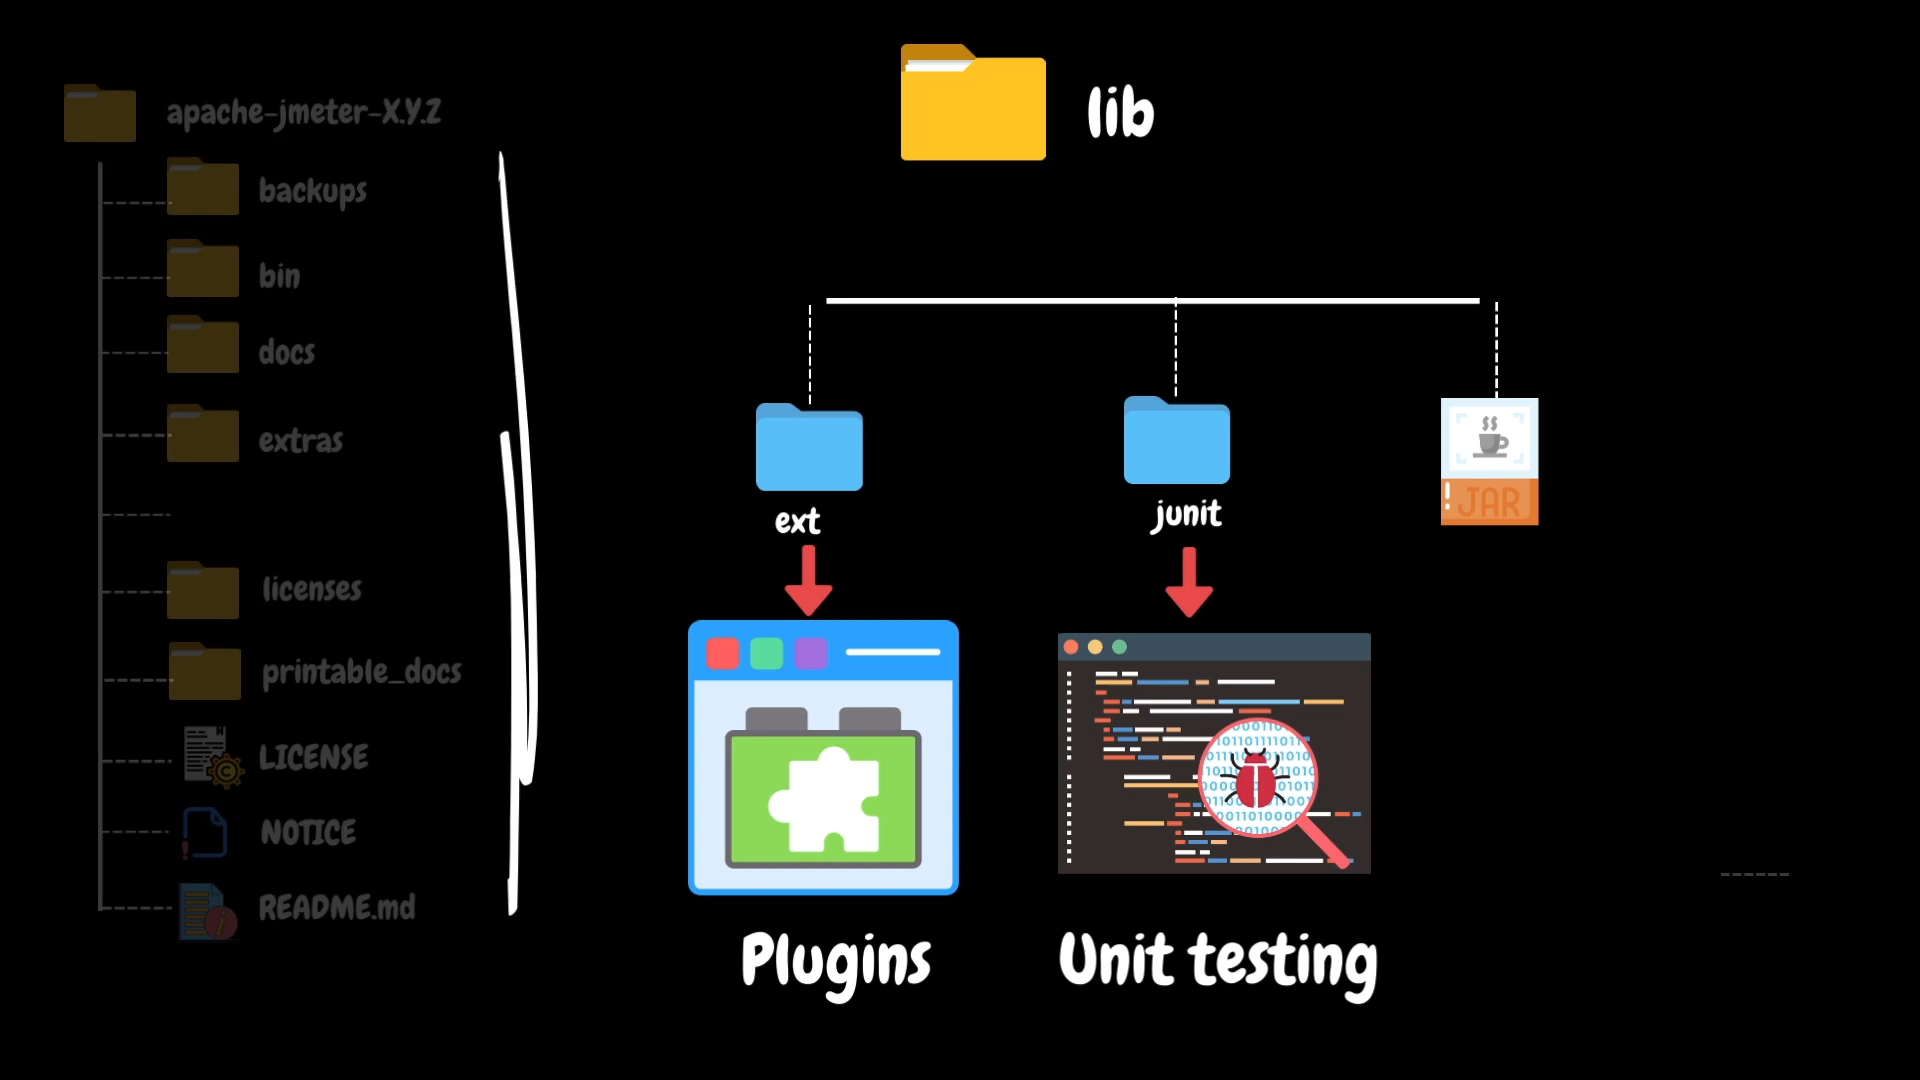 apache-jmeter-X.Y.Z
backups
bin
docs
extras
licenses
printable_docs
LICENSE
NOTICE
README.md
lib
ext
junit
JAR
Plugins
Unit testing